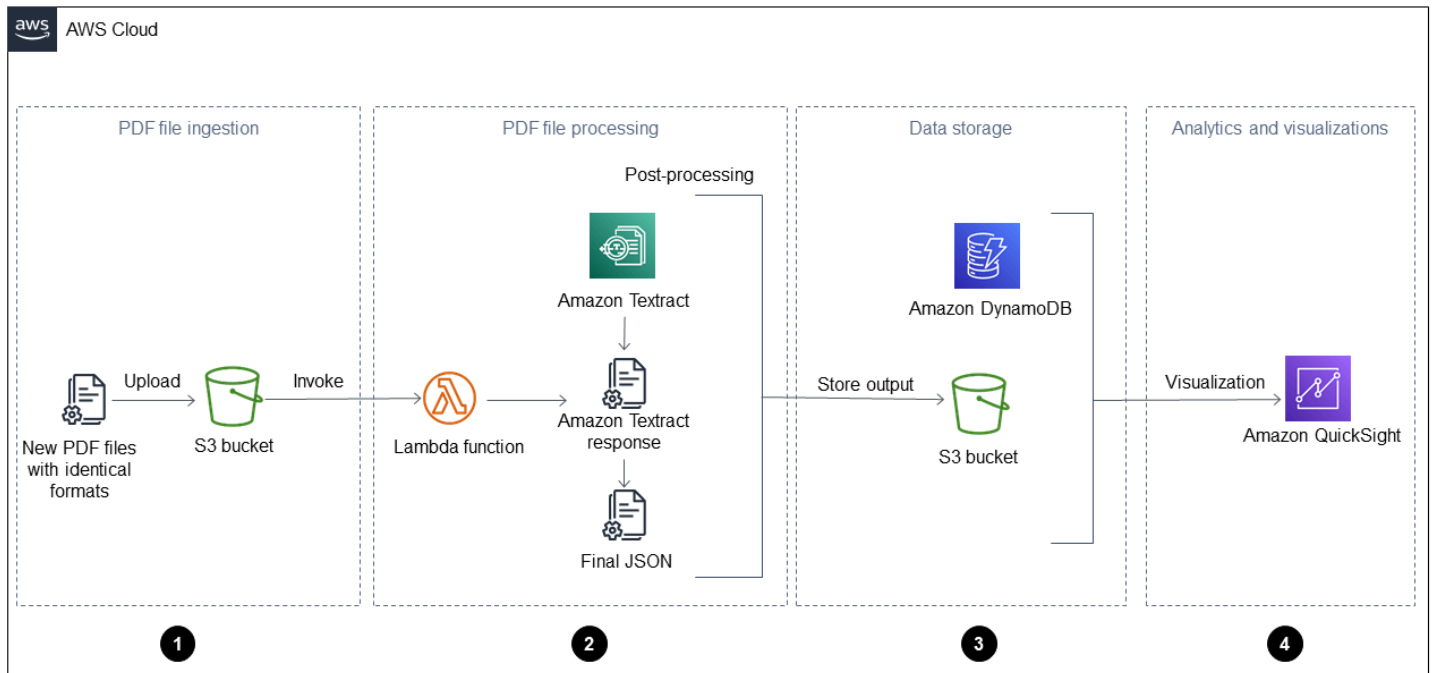 aws
AWS Cloud
PDF file ingestion
New PDF files
with identical
formats
Upload
S3 bucket
Invoke
PDF file processing
Post-processing
Lambda function
Amazon Textract
Amazon Textract
response
Final JSON
Data storage
Store output
Amazon DynamoDB
S3 bucket
Analytics and visualizations
Visualization
Amazon QuickSight
1
2
3
4